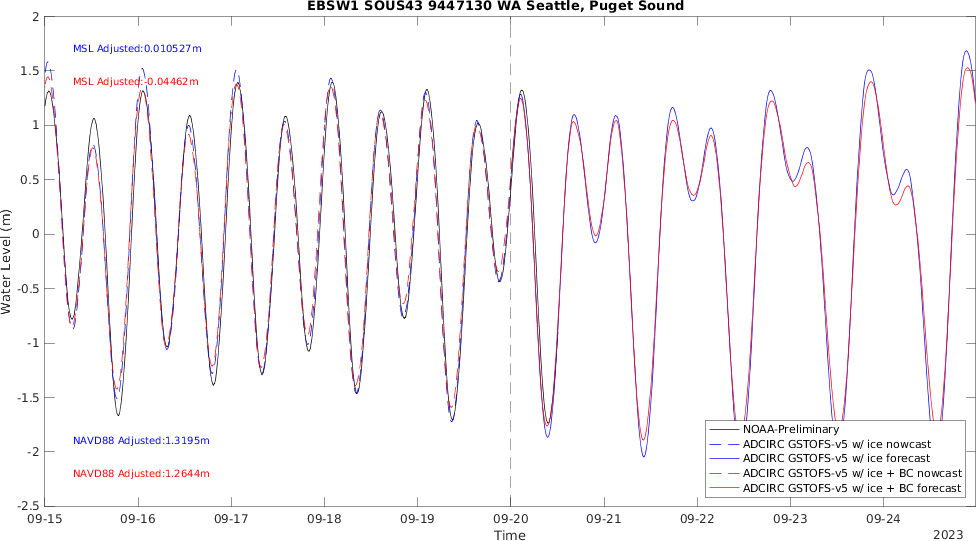 EBSW1 SOUS43 9447130 WA Seattle, Puget Sound
2
1.5
1
0.5
0
-0.5
-1
-1.5
-2
-2.5
Water Level (m)
MSL Adjusted:0.010527m
MSL Adjusted:-0.04462m
NAVD88 Adjusted:1.3195m
NAVD88 Adjusted:1.2644m
NOAA-Preliminary
ADCIRC GSTOFS-v5 w/ ice nowcast
ADCIRC GSTOFS-v5 w/ ice forecast
ADCIRC GSTOFS-v5 w/ ice + BC nowcast
ADCIRC GSTOFS-v5 w/ ice + BC forecast
09-15 09-16 09-17 09-18 09-19 09-20 09-21 09-22 09-23 09-24
Time
2023